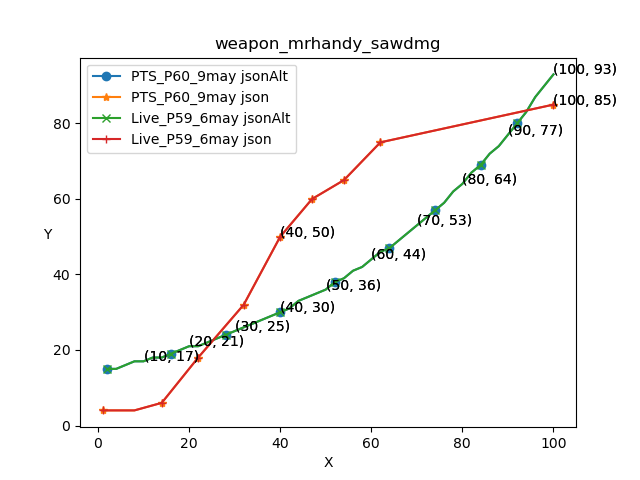 weapon_mrhandy_sawdmg
PTS_P60_9may jsonAlt
PTS_P60_9may json
Live_P59_6may jsonAlt
Live_P59_6may json
(100, 93)
(100, 85)
(90, 77)
(80, 64)
(70, 53)
(40, 50)
(60, 44)
(50, 36)
(40, 30)
(30, 25)
(20, 21)
(10, 17)
Y
80
60
40
20
0
0 20 40 60 80 100
X